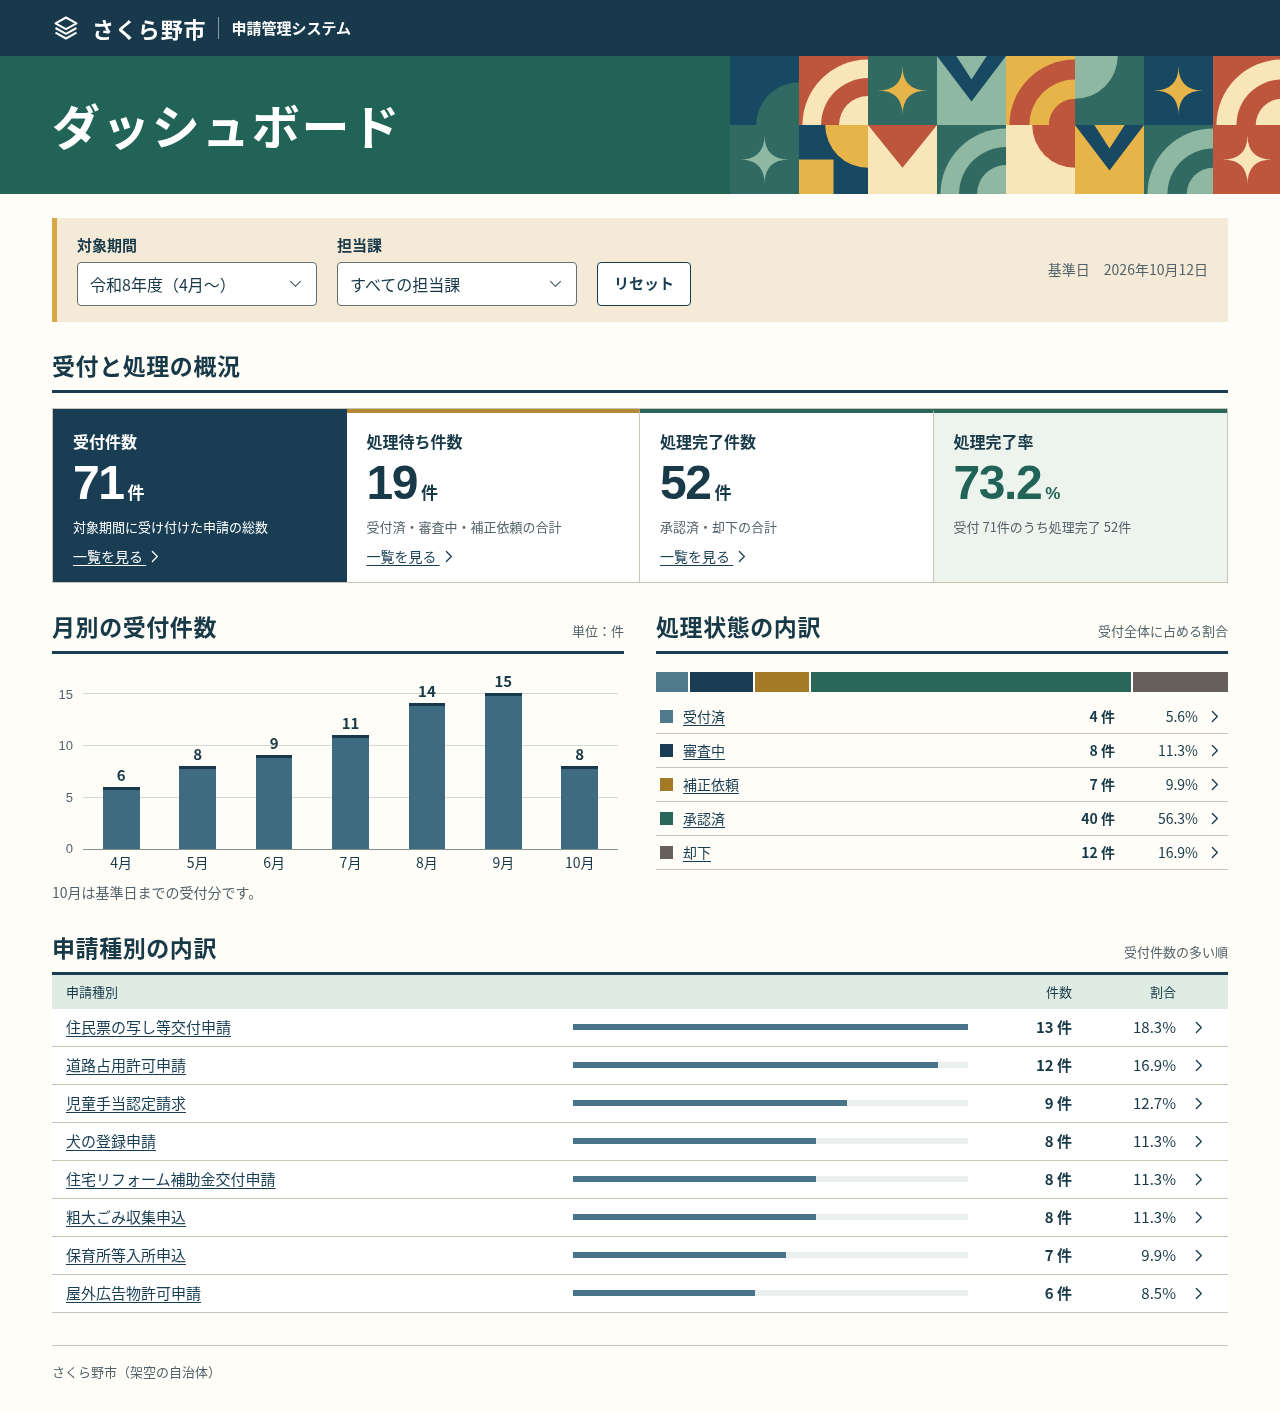 さくら野市 申請管理システム
ダッシュボード
対象期間 担当課
令和8年度（4月～） すべての担当課 リセット 基準日 2026年10月12日
受付と処理の概況
受付件数
71 件
対象期間に受け付けた申請の総数
一覧を見る
処理待ち件数
19 件
受付済・審査中・補正依頼の合計
一覧を見る
処理完了件数
52 件
承認済・却下の合計
一覧を見る
処理完了率
73.2 %
受付 71件のうち処理完了 52件
月別の受付件数 単位：件
15
10
5
0
6 8 9 11 14 15 8
4月 5月 6月 7月 8月 9月 10月
10月は基準日までの受付分です。
処理状態の内訳 受付全体に占める割合
受付済 4 件 5.6%
審査中 8 件 11.3%
補正依頼 7 件 9.9%
承認済 40 件 56.3%
却下 12 件 16.9%
申請種別の内訳 受付件数の多い順
申請種別 件数 割合
住民票の写し等交付申請 13 件 18.3%
道路占用許可申請 12 件 16.9%
児童手当認定請求 9 件 12.7%
犬の登録申請 8 件 11.3%
住宅リフォーム補助金交付申請 8 件 11.3%
粗大ごみ収集申込 8 件 11.3%
保育所等入所申込 7 件 9.9%
屋外広告物許可申請 6 件 8.5%
さくら野市（架空の自治体）